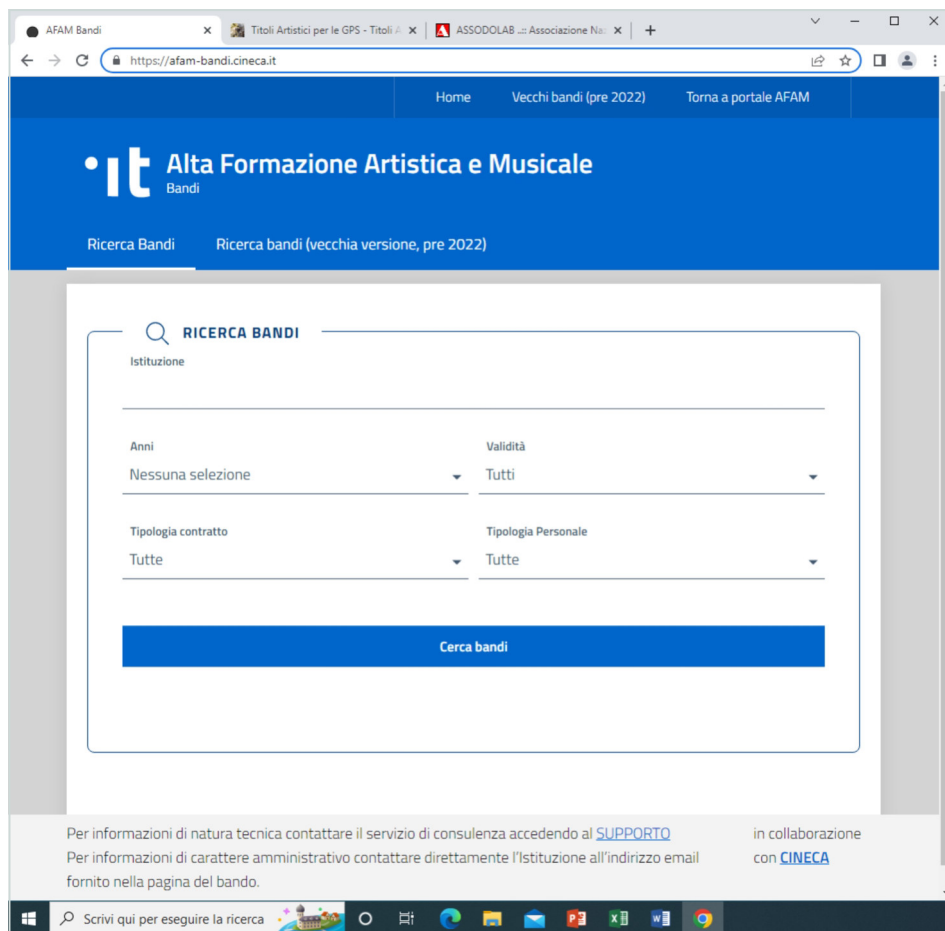 AFAM Bandi
Titoli Artistici per le GPS - Titoli A
ASSODOLAB ..:: Associazione Na
https://afam-bandi.cineca.it
Home Vecchi bandi (pre 2022) Torna a portale AFAM
it Alta Formazione Artistica e Musicale
Bandi
Ricerca Bandi Ricerca bandi (vecchia versione, pre 2022)
RICERCA BANDI
Istituzione
Anni Validità
Nessuna selezione Tutti
Tipologia contratto Tipologia Personale
Tutte Tutte
Cerca bandi
Per informazioni di natura tecnica contattare il servizio di consulenza accedendo al SUPPORTO
Per informazioni di carattere amministrativo contattare direttamente l'Istituzione all'indirizzo email
fornito nella pagina del bando.
in collaborazione
con CINECA
Scrivi qui per eseguire la ricerca